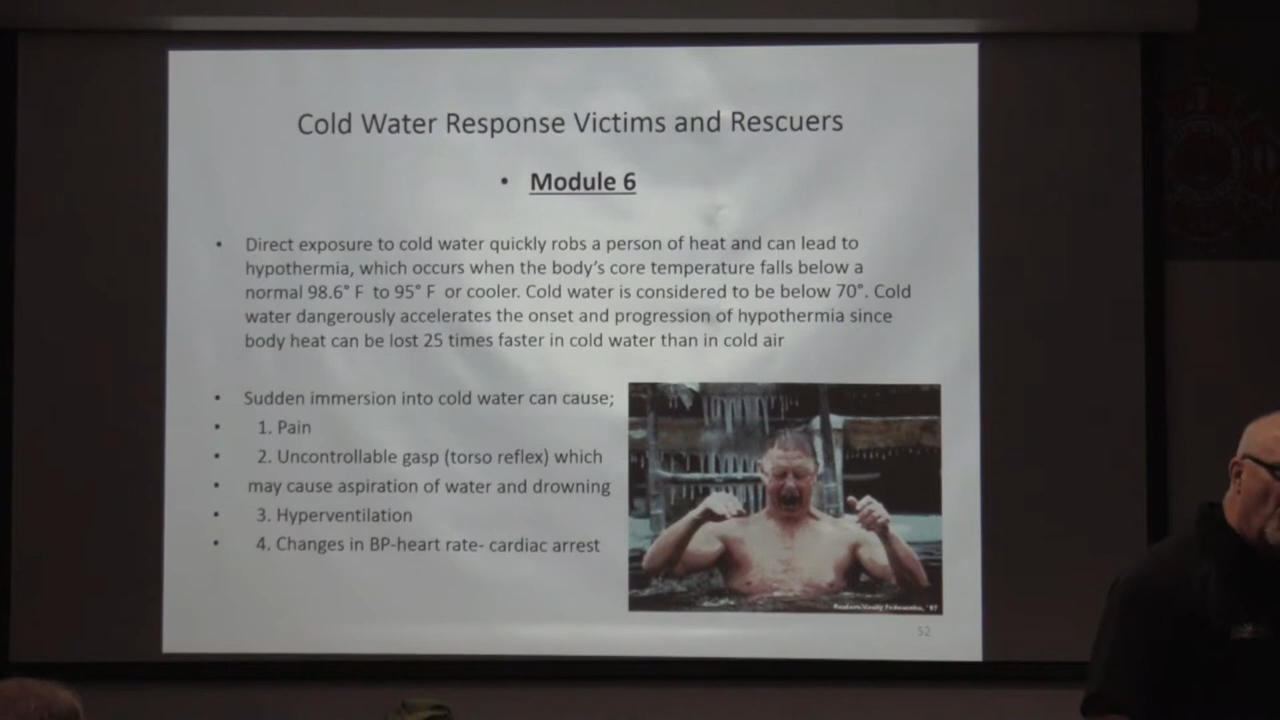 Cold Water Response Victims and Rescuers
• Module 6
• Direct exposure to cold water quickly robs a person of heat and can lead to
hypothermia, which occurs when the body's core temperature falls below a
normal 98.6° F to 95° F or cooler. Cold water is considered to be below 70°. Cold
water dangerously accelerates the onset and progression of hypothermia since
body heat can be lost 25 times faster in cold water than in cold air
• Sudden immersion into cold water can cause;
• 1. Pain
• 2. Uncontrollable gasp (torso reflex) which
• may cause aspiration of water and drowning
• 3. Hyperventilation
• 4. Changes in BP-heart rate- cardiac arrest
52